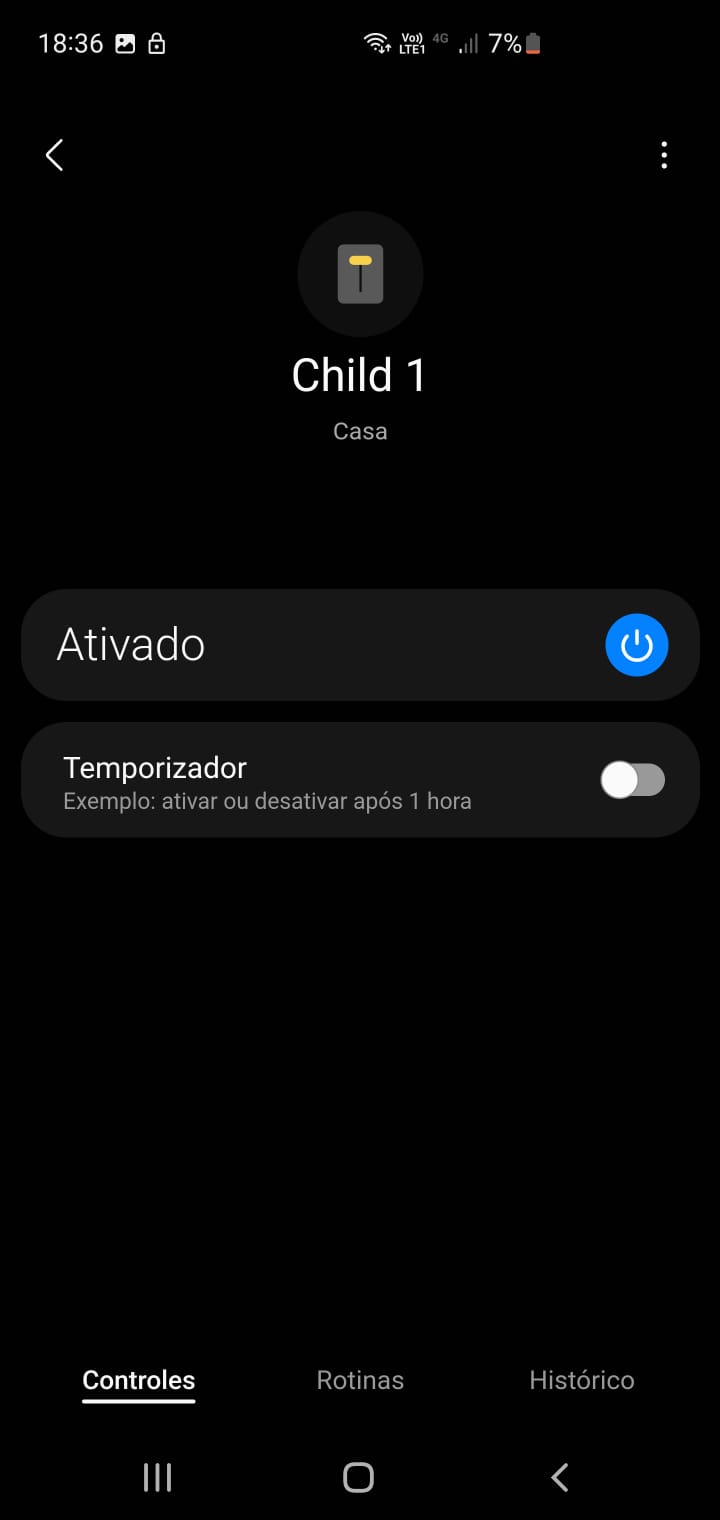 18:36 Vo)) LTE1 4G 7%
Child 1
Casa
Ativado
Temporizador
Exemplo: ativar ou desativar após 1 hora
Controles Rotinas Histórico